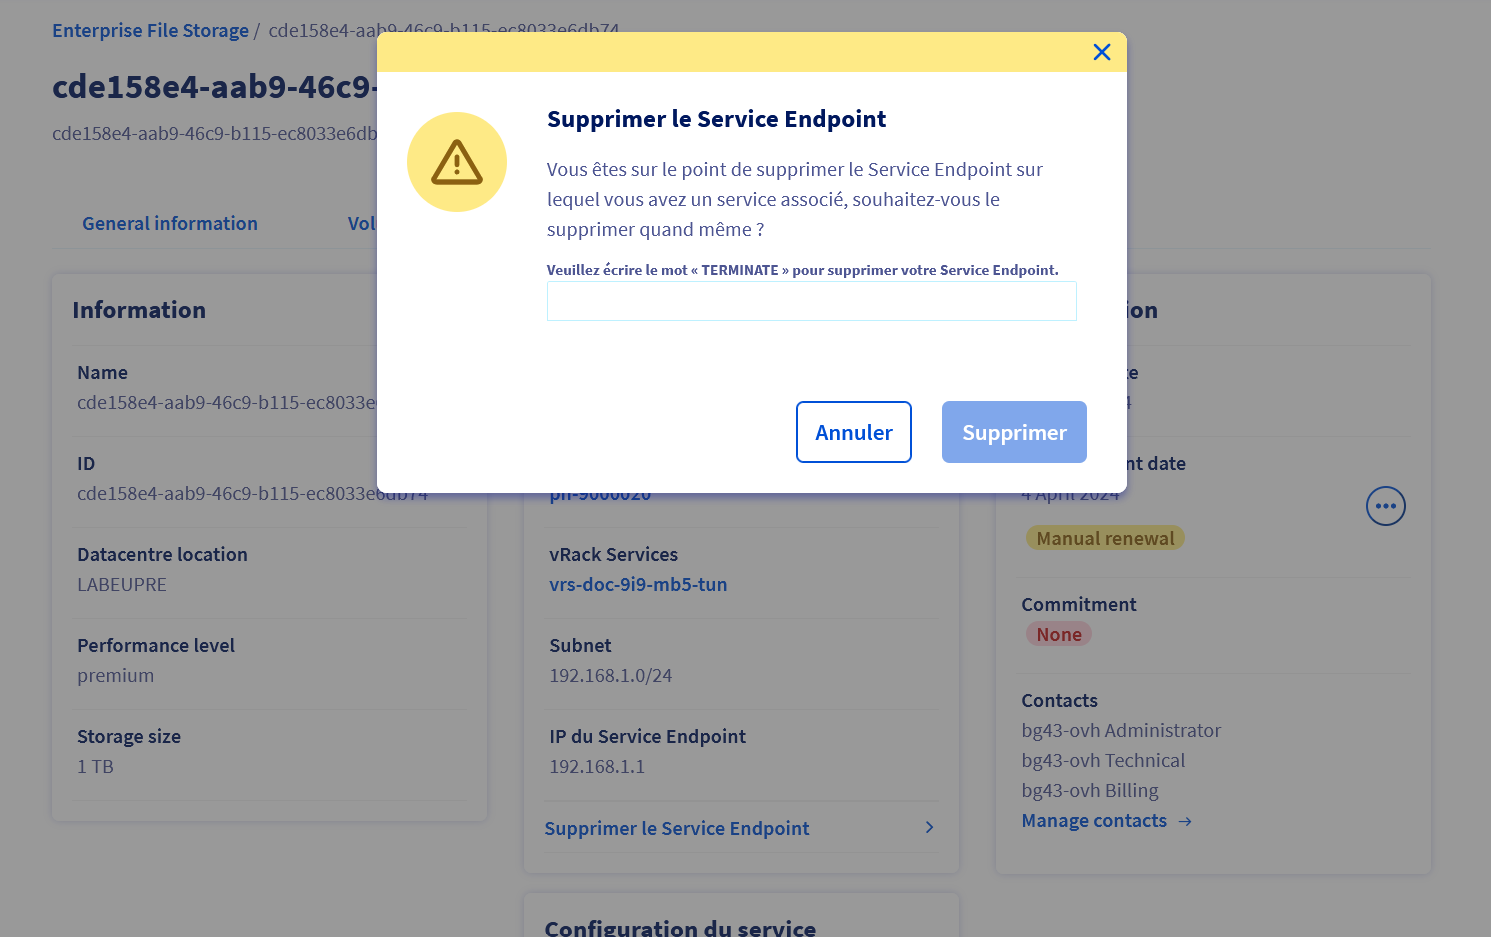 Enterprise File Storage / cde158e4-aab9-46c9-b115-ec8033e6db74
cde158e4-aab9-46c9-
cde158e4-aab9-46c9-b115-ec8033e6db
General information
Vol
Supprimer le Service Endpoint
Vous êtes sur le point de supprimer le Service Endpoint sur
lequel vous avez un service associé, souhaitez-vous le
supprimer quand même ?
Veuillez écrire le mot « TERMINATE » pour supprimer votre Service Endpoint.
Annuler
Supprimer
Information
Name
cde158e4-aab9-46c9-b115-ec8033e
ID
cde158e4-aab9-46c9-b115-ec8033e6db74
Datacentre location
LABEUPRE
Performance level
premium
Storage size
1 TB
pn-9000020
vRack Services
vrs-doc-9i9-mb5-tun
Subnet
192.168.1.0/24
IP du Service Endpoint
192.168.1.1
Supprimer le Service Endpoint
Configuration du service
ion
te
4
nt date
4 April 2024
Manual renewal
Commitment
None
Contacts
bg43-ovh Administrator
bg43-ovh Technical
bg43-ovh Billing
Manage contacts →